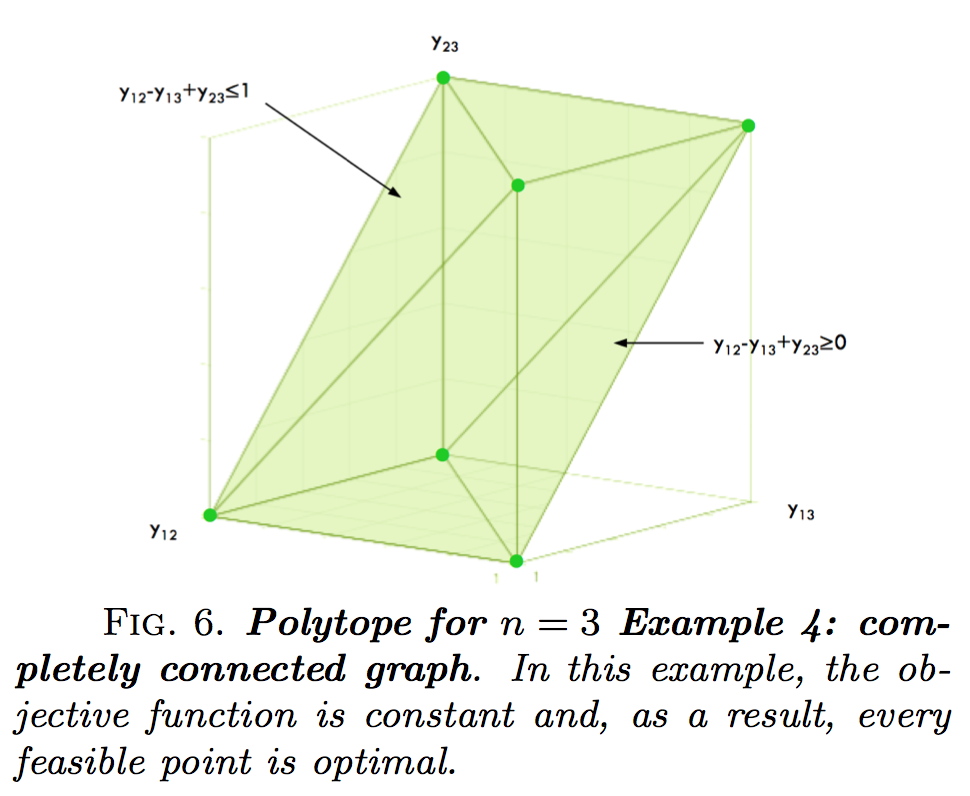 y23
y12-y13+y23≤1
y12-y13+y23≥0
y13
y12
1 1
FIG. 6. Polytope for n = 3 Example 4: com-
pletely connected graph. In this example, the ob-
jective function is constant and, as a result, every
feasible point is optimal.